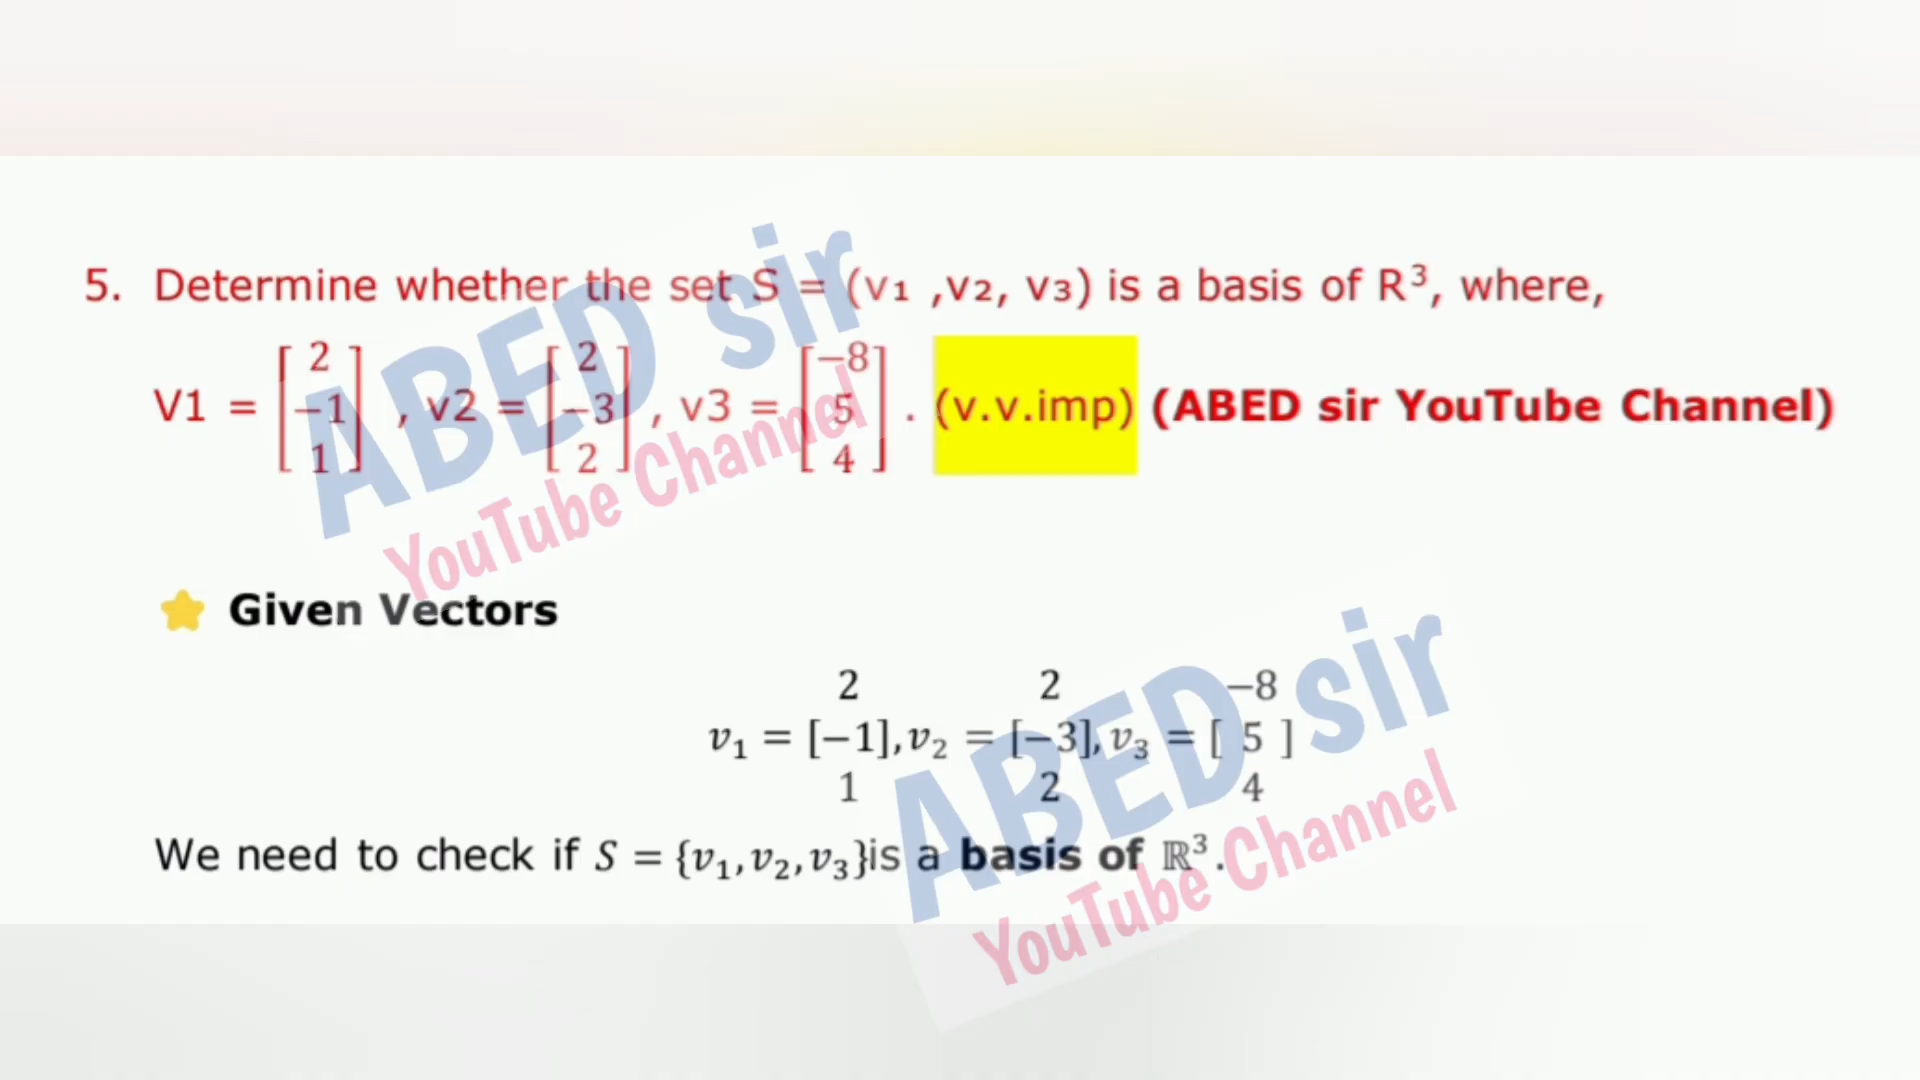 5. Determine whether the set S = (v₁ ,v₂, v₃) is a basis of R³, where,
V1 = [2 −1 1] , v2 = [2 −3 2] , v3 = [−8 5 4] . (v.v.imp) (ABED sir YouTube Channel)
ABED sir
YouTube Channel
⭐ Given Vectors
2 2 −8
v₁ = [−1], v₂ = [−3], v₃ = [ 5 ]
1 2 4
We need to check if S = {v₁, v₂, v₃}is a basis of ℝ³.
ABED sir
YouTube Channel